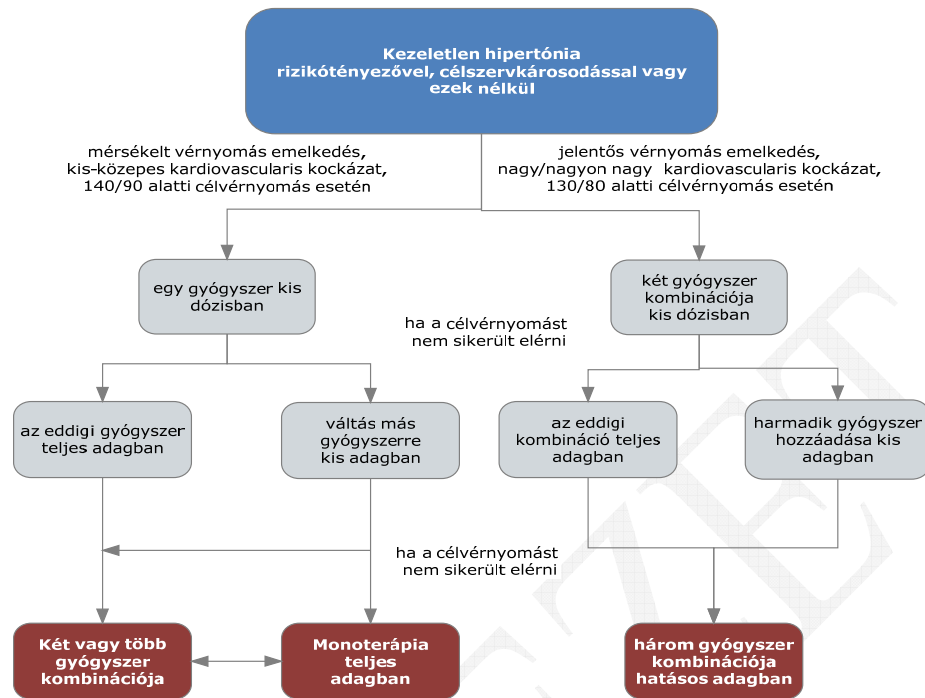 Kezeletlen hipertónia
rizikótényezővel, célszervkárosodással vagy
ezek nélkül
mérsékelt vérnyomás emelkedés,
kis-közepes kardiovascularis kockázat,
140/90 alatti célvérnyomás esetén
jelentős vérnyomás emelkedés,
nagy/nagyon nagy kardiovascularis kockázat,
130/80 alatti célvérnyomás esetén
egy gyógyszer kis
dózisban
két gyógyszer
kombinációja
kis dózisban
ha a célvérnyomást
nem sikerült elérni
az eddigi gyógyszer
teljes adagban
váltás más
gyógyszerre
kis adagban
az eddigi
kombináció teljes
adagban
harmadik gyógyszer
hozzáadása kis
adagban
ha a célvérnyomást
nem sikerült elérni
Két vagy több
gyógyszer
kombinációja
Monoterápia
teljes
adagban
három gyógyszer
kombinációja
hatásos adagban
EZET